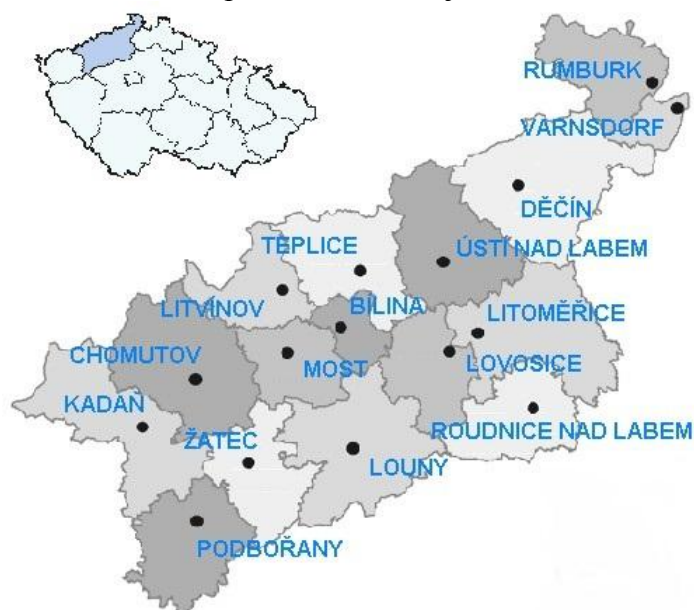 RUMBURK
VARNSDORF
DĚČÍN
TEPLICE
ÚSTÍ NAD LABEM
LITVÍNOV
BÍLINA
LITOMĚŘICE
CHOMUTOV
MOST
LOVOSICE
KADAŇ
ŽATEC
ROUDNICE NAD LABEM
LOUNY
PODBOŘANY